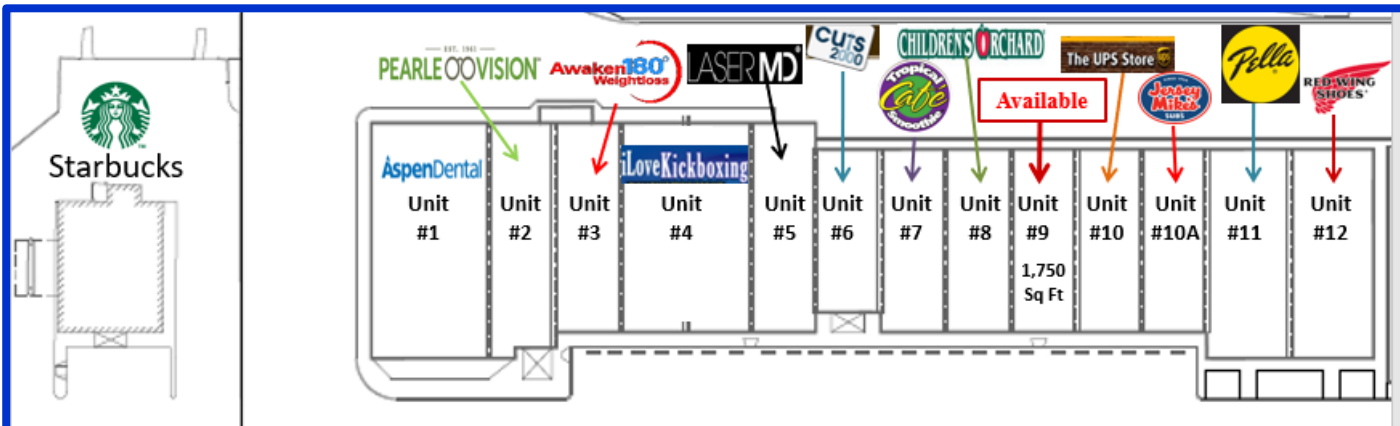 Starbucks
EST. 1961
PEARLE VISION
Awaken180°
Weightloss
LASER MD
CUTS
2000
CHILDREN'S ORCHARD
Tropical
Cafe
Smoothie
Available
The UPS Store
Jersey
Mike's
SUBS
Pella
RED WING
SHOES
AspenDental
iLoveKickboxing
Unit
#1
Unit
#2
Unit
#3
Unit
#4
Unit
#5
Unit
#6
Unit
#7
Unit
#8
Unit
#9
1,750
Sq Ft
Unit
#10
Unit
#10A
Unit
#11
Unit
#12